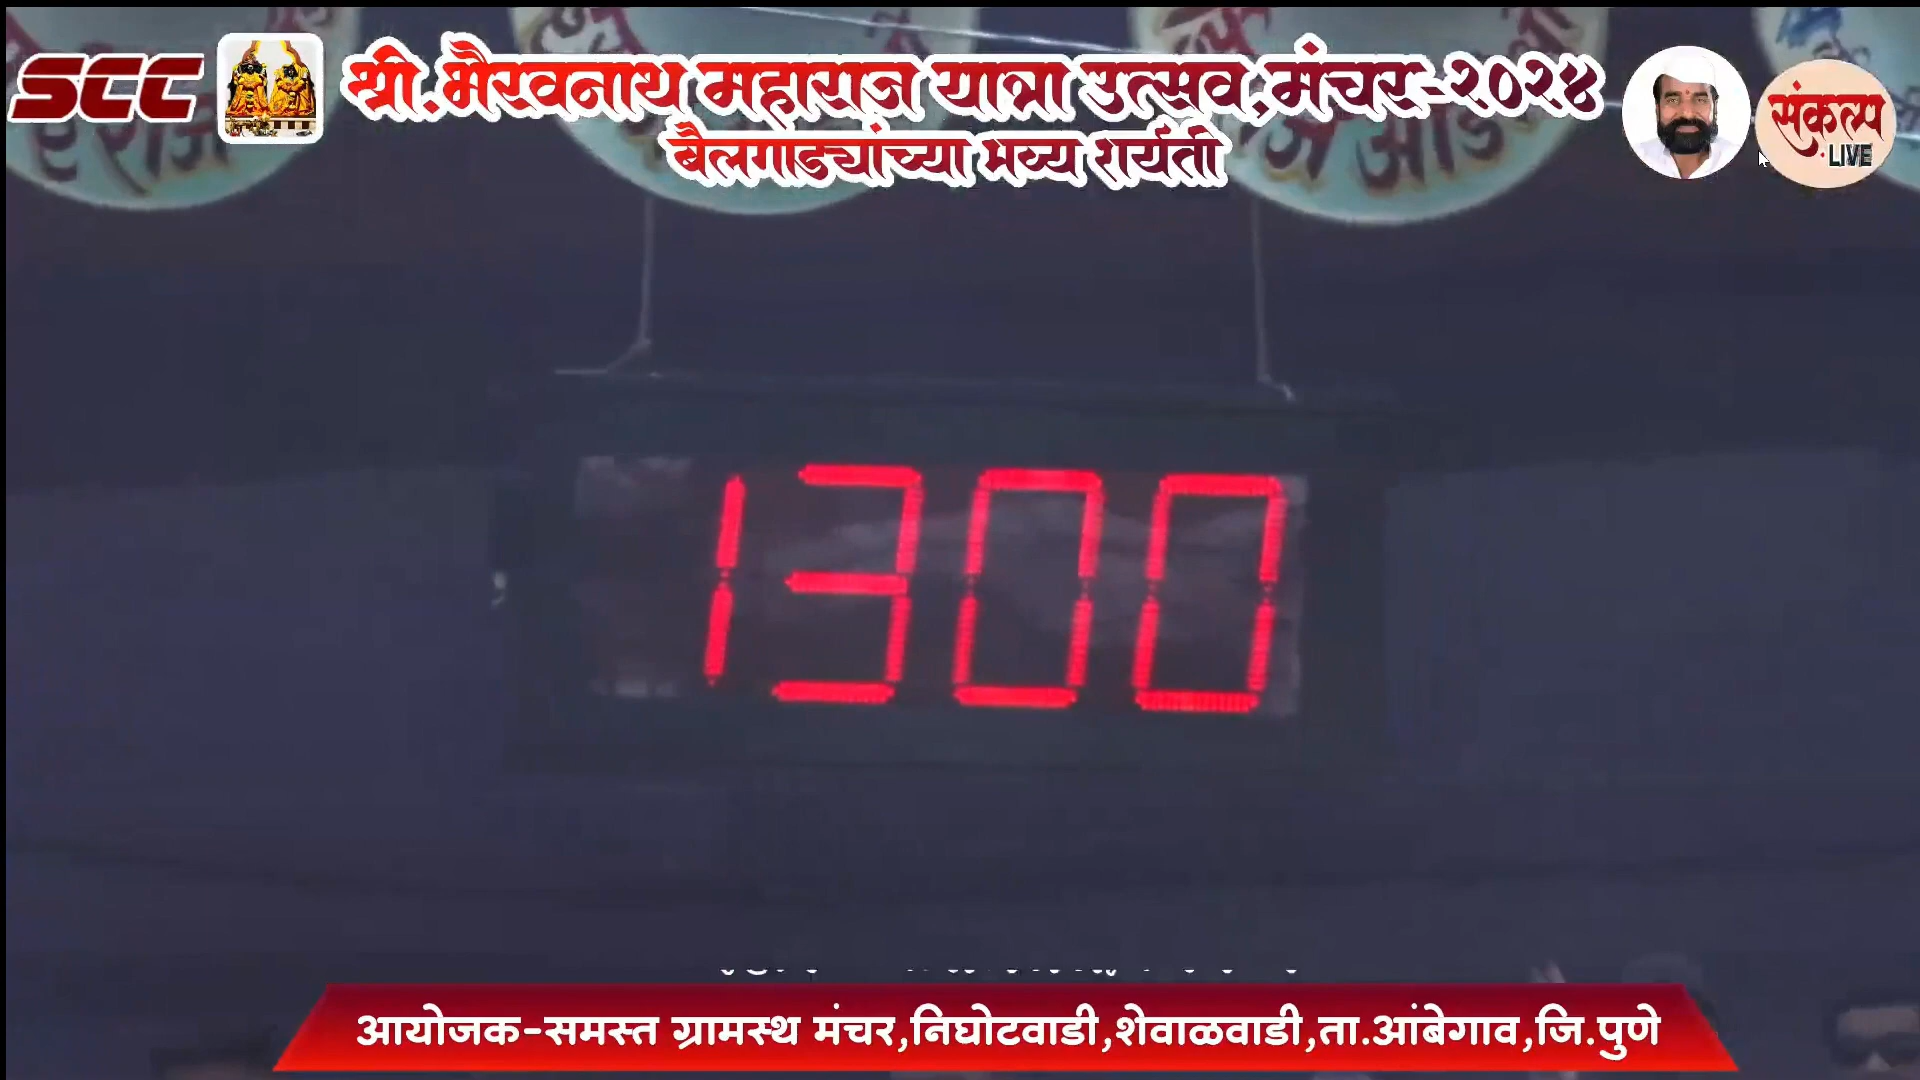 SCC
श्री.भैरवनाथ महाराज यात्रा उत्सव,मंचर-२०२४
बैलगाड्यांच्या भव्य शर्यती
संकल्प
LIVE
1300
आयोजक-समस्त ग्रामस्थ मंचर,निघोटवाडी,शेवाळवाडी,ता.आंबेगाव,जि.पुणे